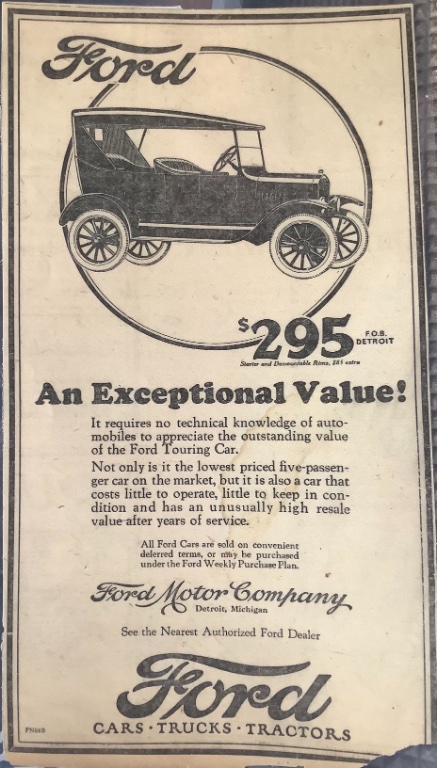 Ford
$295 F.O.B. DETROIT
Starter and Demountable Rims, $85 extra
An Exceptional Value!
It requires no technical knowledge of auto-
mobiles to appreciate the outstanding value
of the Ford Touring Car.
Not only is it the lowest priced five-passen-
ger car on the market, but it is also a car that
costs little to operate, little to keep in con-
dition and has an unusually high resale
value after years of service.
All Ford Cars are sold on convenient
deferred terms, or may be purchased
under the Ford Weekly Purchase Plan.
Ford Motor Company
Detroit, Michigan
See the Nearest Authorized Ford Dealer
Ford
CARS · TRUCKS · TRACTORS